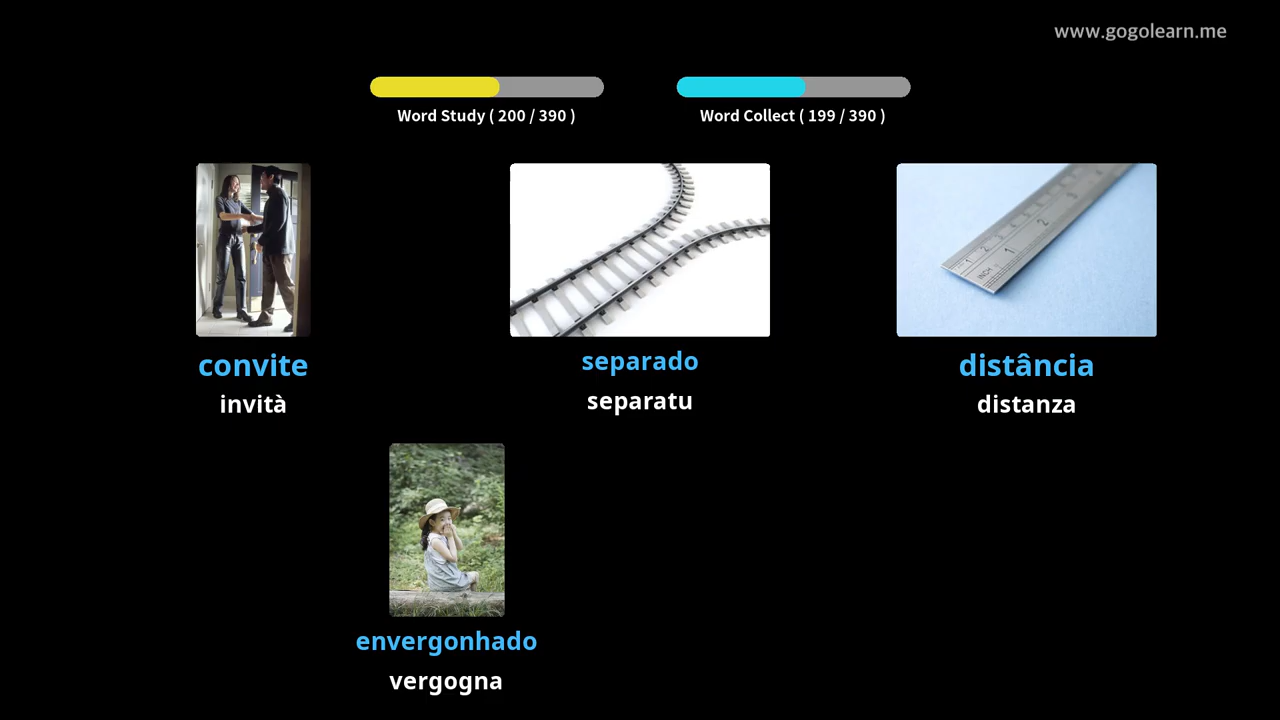 www.gogolearn.me
Word Study ( 200 / 390 )
Word Collect ( 199 / 390 )
convite
invità
separado
separatu
distância
distanza
envergonhado
vergogna